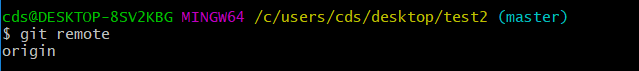 cds@DESKTOP-8SV2KBG MINGW64 /c/users/cds/desktop/test2 (master)
$ git remote
origin